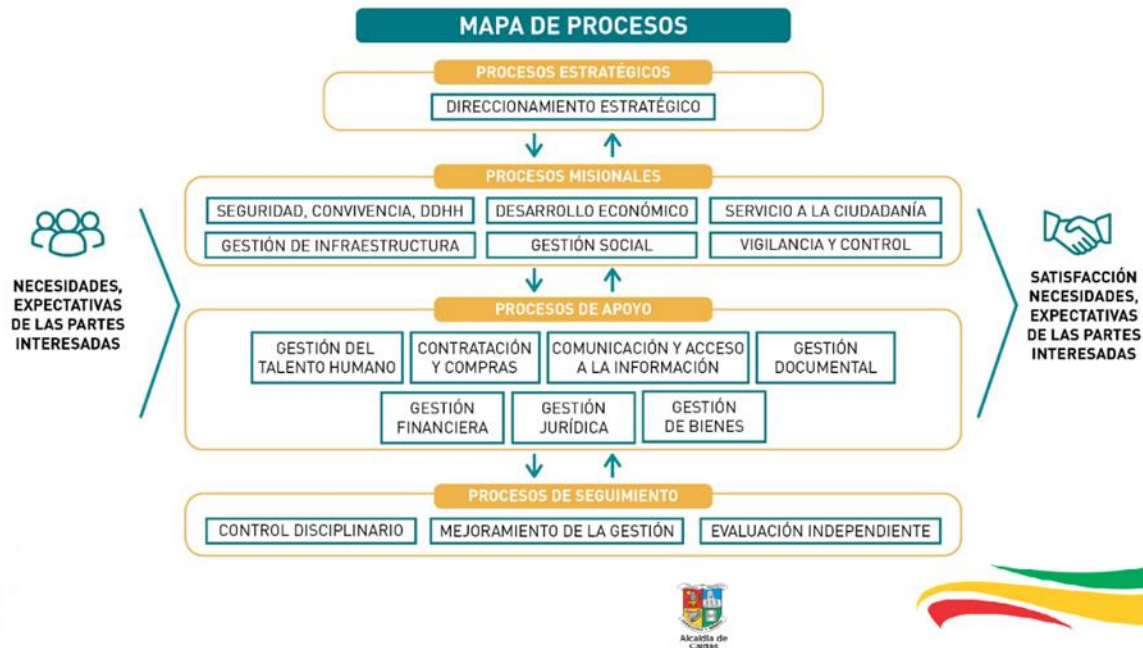 MAPA DE PROCESOS
PROCESOS ESTRATÉGICOS
DIRECCIONAMIENTO ESTRATÉGICO
PROCESOS MISIONALES
SEGURIDAD, CONVIVENCIA, DDHH
DESARROLLO ECONÓMICO
SERVICIO A LA CIUDADANÍA
GESTIÓN DE INFRAESTRUCTURA
GESTIÓN SOCIAL
VIGILANCIA Y CONTROL
NECESIDADES,
EXPECTATIVAS
DE LAS PARTES
INTERESADAS
SATISFACCIÓN
NECESIDADES,
EXPECTATIVAS
DE LAS PARTES
INTERESADAS
PROCESOS DE APOYO
GESTIÓN DEL
TALENTO HUMANO
CONTRATACIÓN
Y COMPRAS
COMUNICACIÓN Y ACCESO
A LA INFORMACIÓN
GESTIÓN
DOCUMENTAL
GESTIÓN
FINANCIERA
GESTIÓN
JURÍDICA
GESTIÓN
DE BIENES
PROCESOS DE SEGUIMIENTO
CONTROL DISCIPLINARIO
MEJORAMIENTO DE LA GESTIÓN
EVALUACIÓN INDEPENDIENTE
Alcaldía de